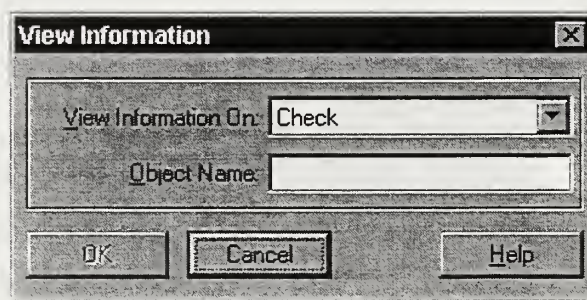 View Information
View Information On: Check
Object Name:
OK Cancel Help